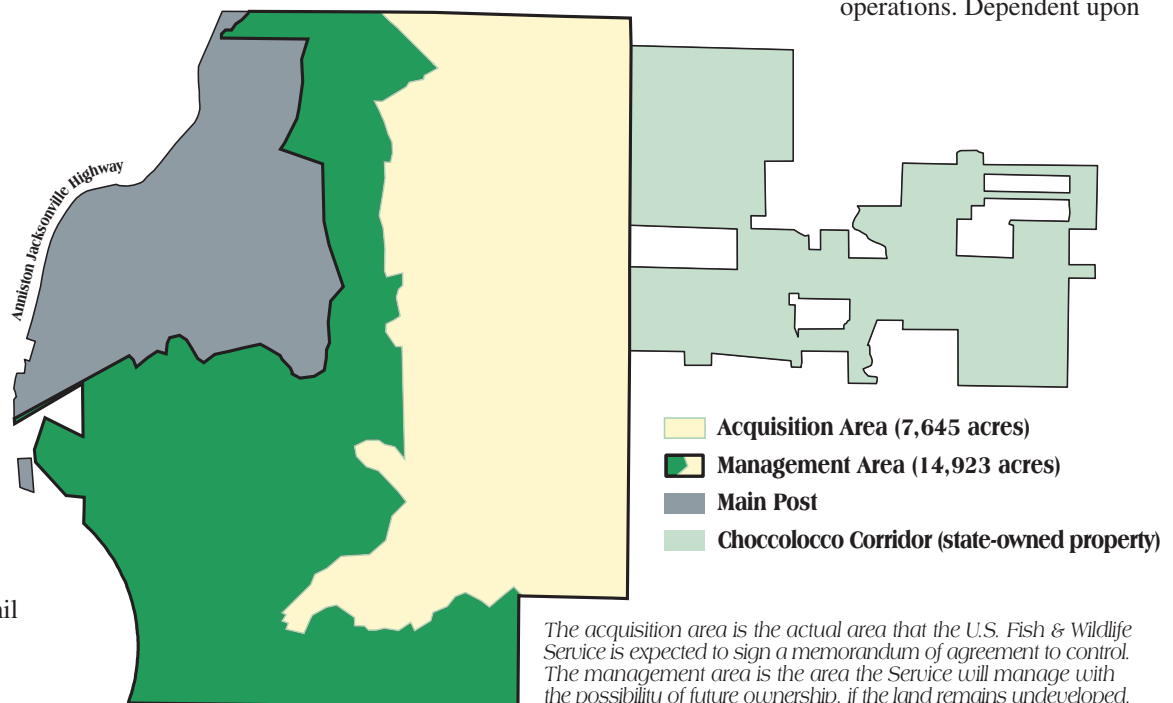 operations. Dependent upon
Anniston Jacksonville Highway
Acquisition Area (7,645 acres)
Management Area (14,923 acres)
Main Post
Choccolocco Corridor (state-owned property)
The acquisition area is the actual area that the U.S. Fish & Wildlife
Service is expected to sign a memorandum of agreement to control.
The management area is the area the Service will manage with
the possibility of future ownership, if the land remains undeveloped.